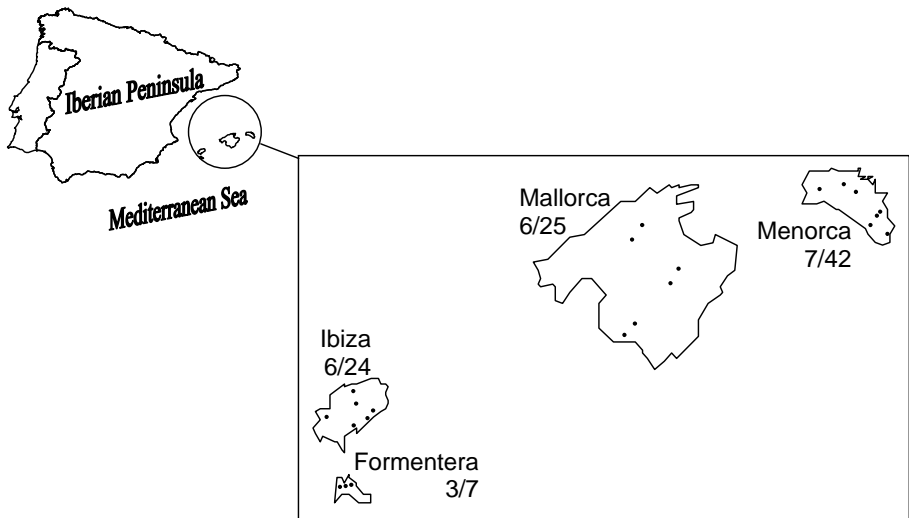 Iberian Peninsula
Mediterranean Sea
Mallorca
6/25
Menorca
7/42
Ibiza
6/24
Formentera
3/7